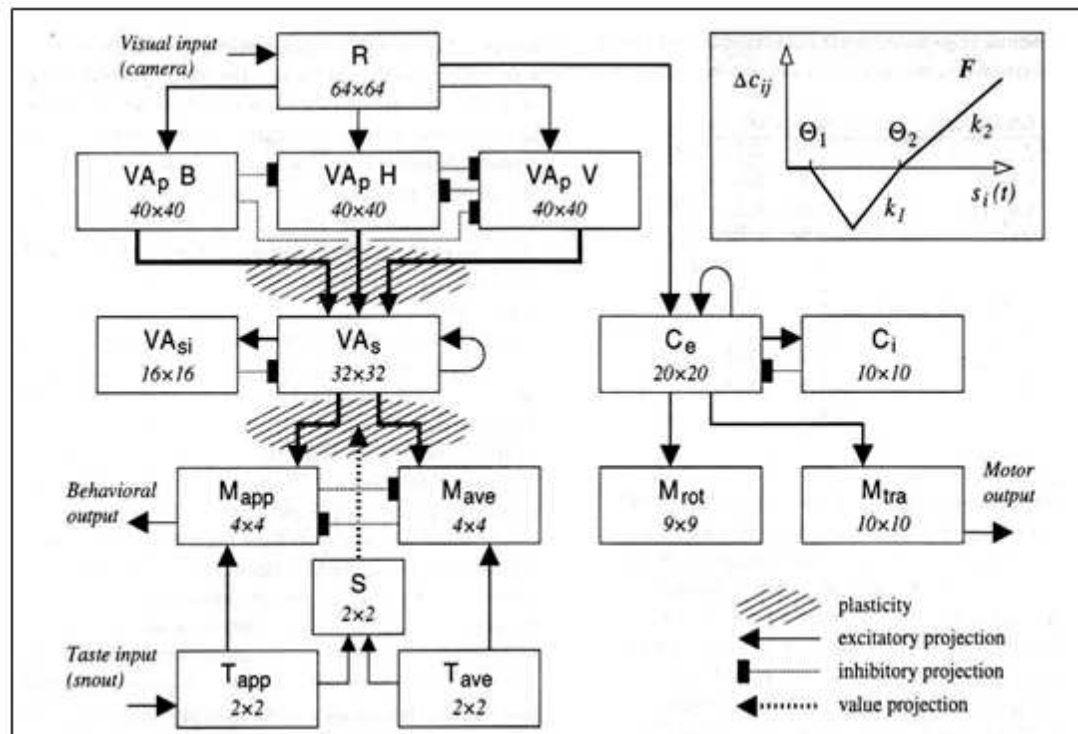 Visual input
(camera)
R
64×64
VAp B
40×40
VAp H
40×40
VAp V
40×40
VAsi
16×16
VAs
32×32
Ce
20×20
Ci
10×10
Mapp
4×4
Mave
4×4
Mrot
9×9
Mtra
10×10
Behavioral
output
Motor
output
S
2×2
Taste input
(snout)
Tapp
2×2
Tave
2×2
Δcij
F
Θ1
Θ2
k2
k1
si(t)
plasticity
excitatory projection
inhibitory projection
value projection